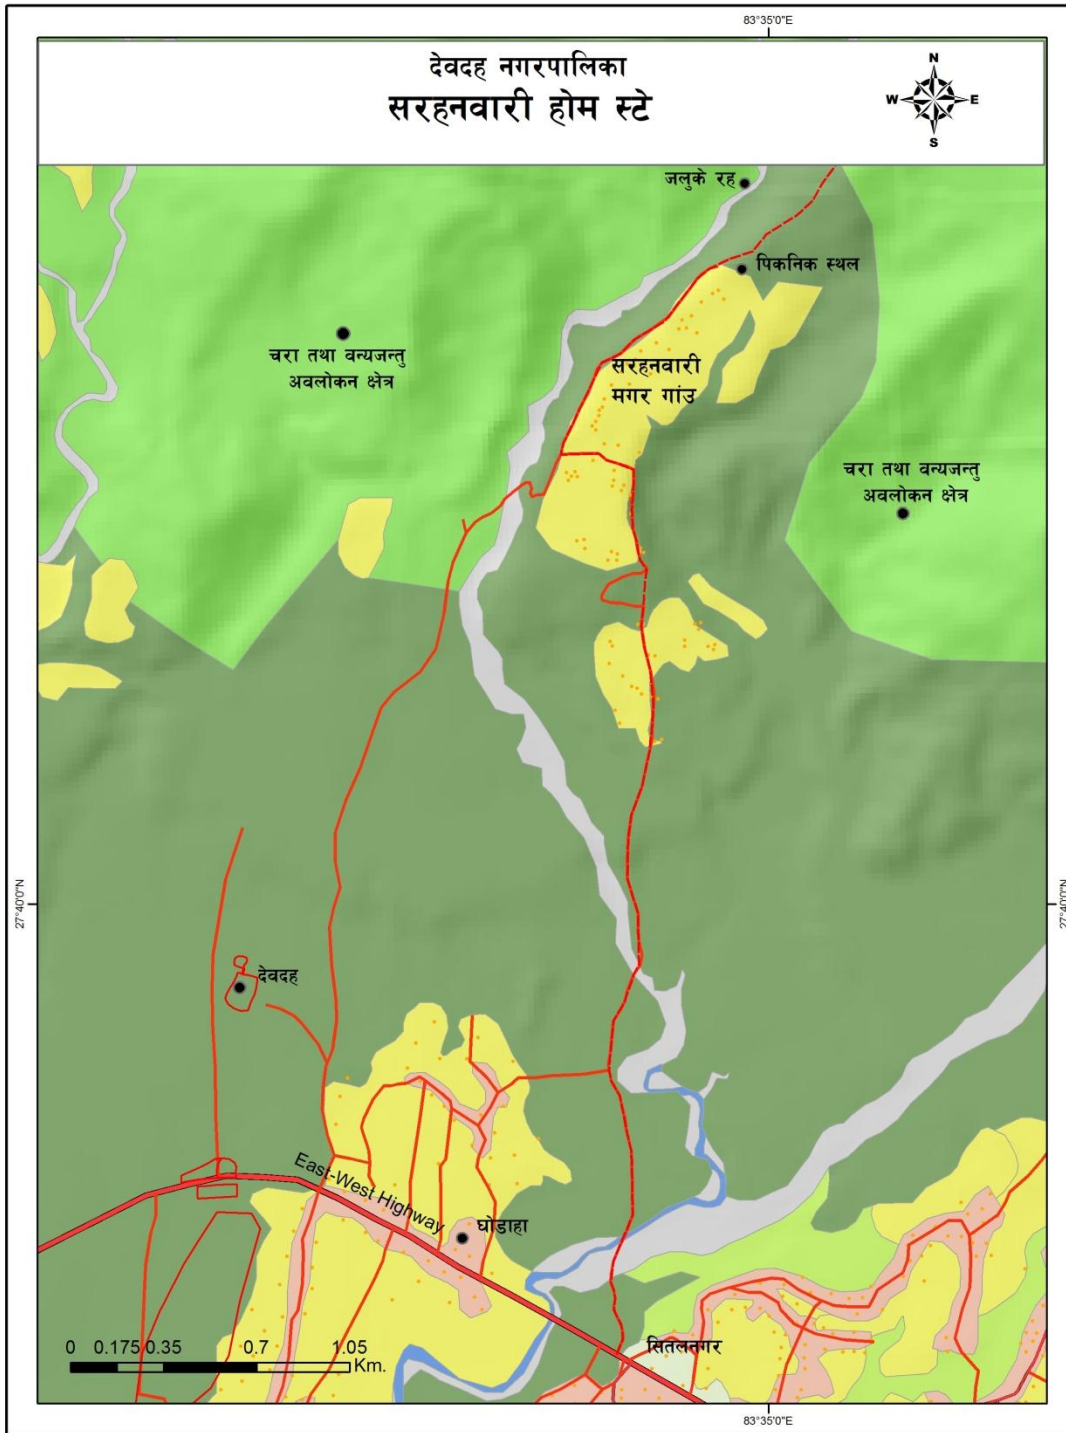 83°35'0"E
देवदह नगरपालिका
सरहनवारी होम स्टे
N
W E
S
जलुके रह
पिकनिक स्थल
चरा तथा वन्यजन्तु
अवलोकन क्षेत्र
सरहनवारी
मगर गांउ
चरा तथा वन्यजन्तु
अवलोकन क्षेत्र
27°40'0"N
27°40'0"N
देवदह
East-West Highway
घोडाहा
सितलनगर
0 0.175 0.35 0.7 1.05
Km.
83°35'0"E